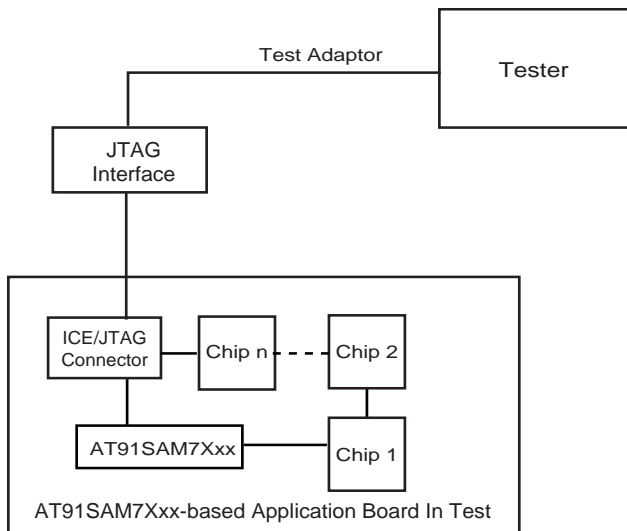 Test Adaptor
Tester
JTAG
Interface
ICE/JTAG
Connector
Chip n
Chip 2
AT91SAM7Xxx
Chip 1
AT91SAM7Xxx-based Application Board In Test